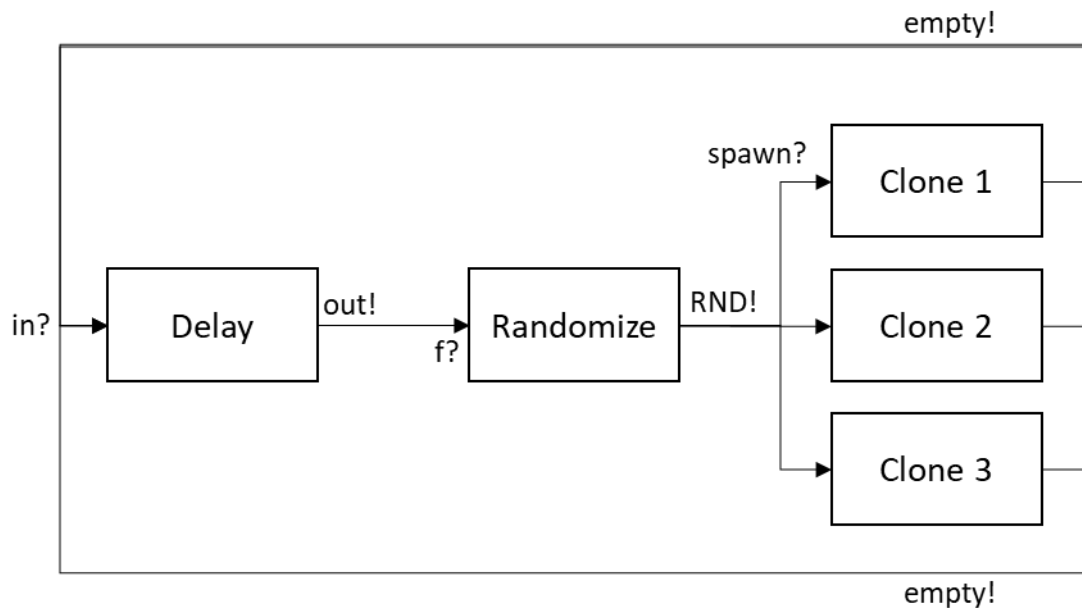 empty!
spawn?
Clone 1
in?
Delay
out!
f?
Randomize
RND!
Clone 2
Clone 3
empty!